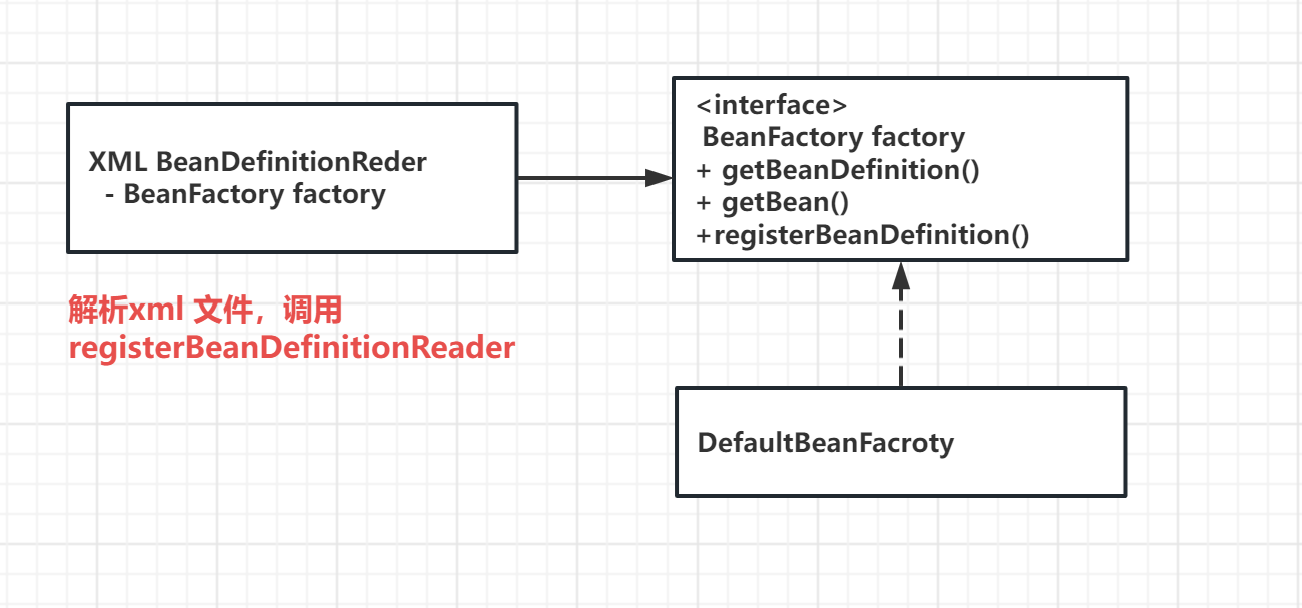 XML BeanDefinitionReder
- BeanFactory factory
解析xml 文件，调用
registerBeanDefinitionReader
<interface>
BeanFactory factory
+ getBeanDefinition()
+ getBean()
+registerBeanDefinition()
DefaultBeanFacroty